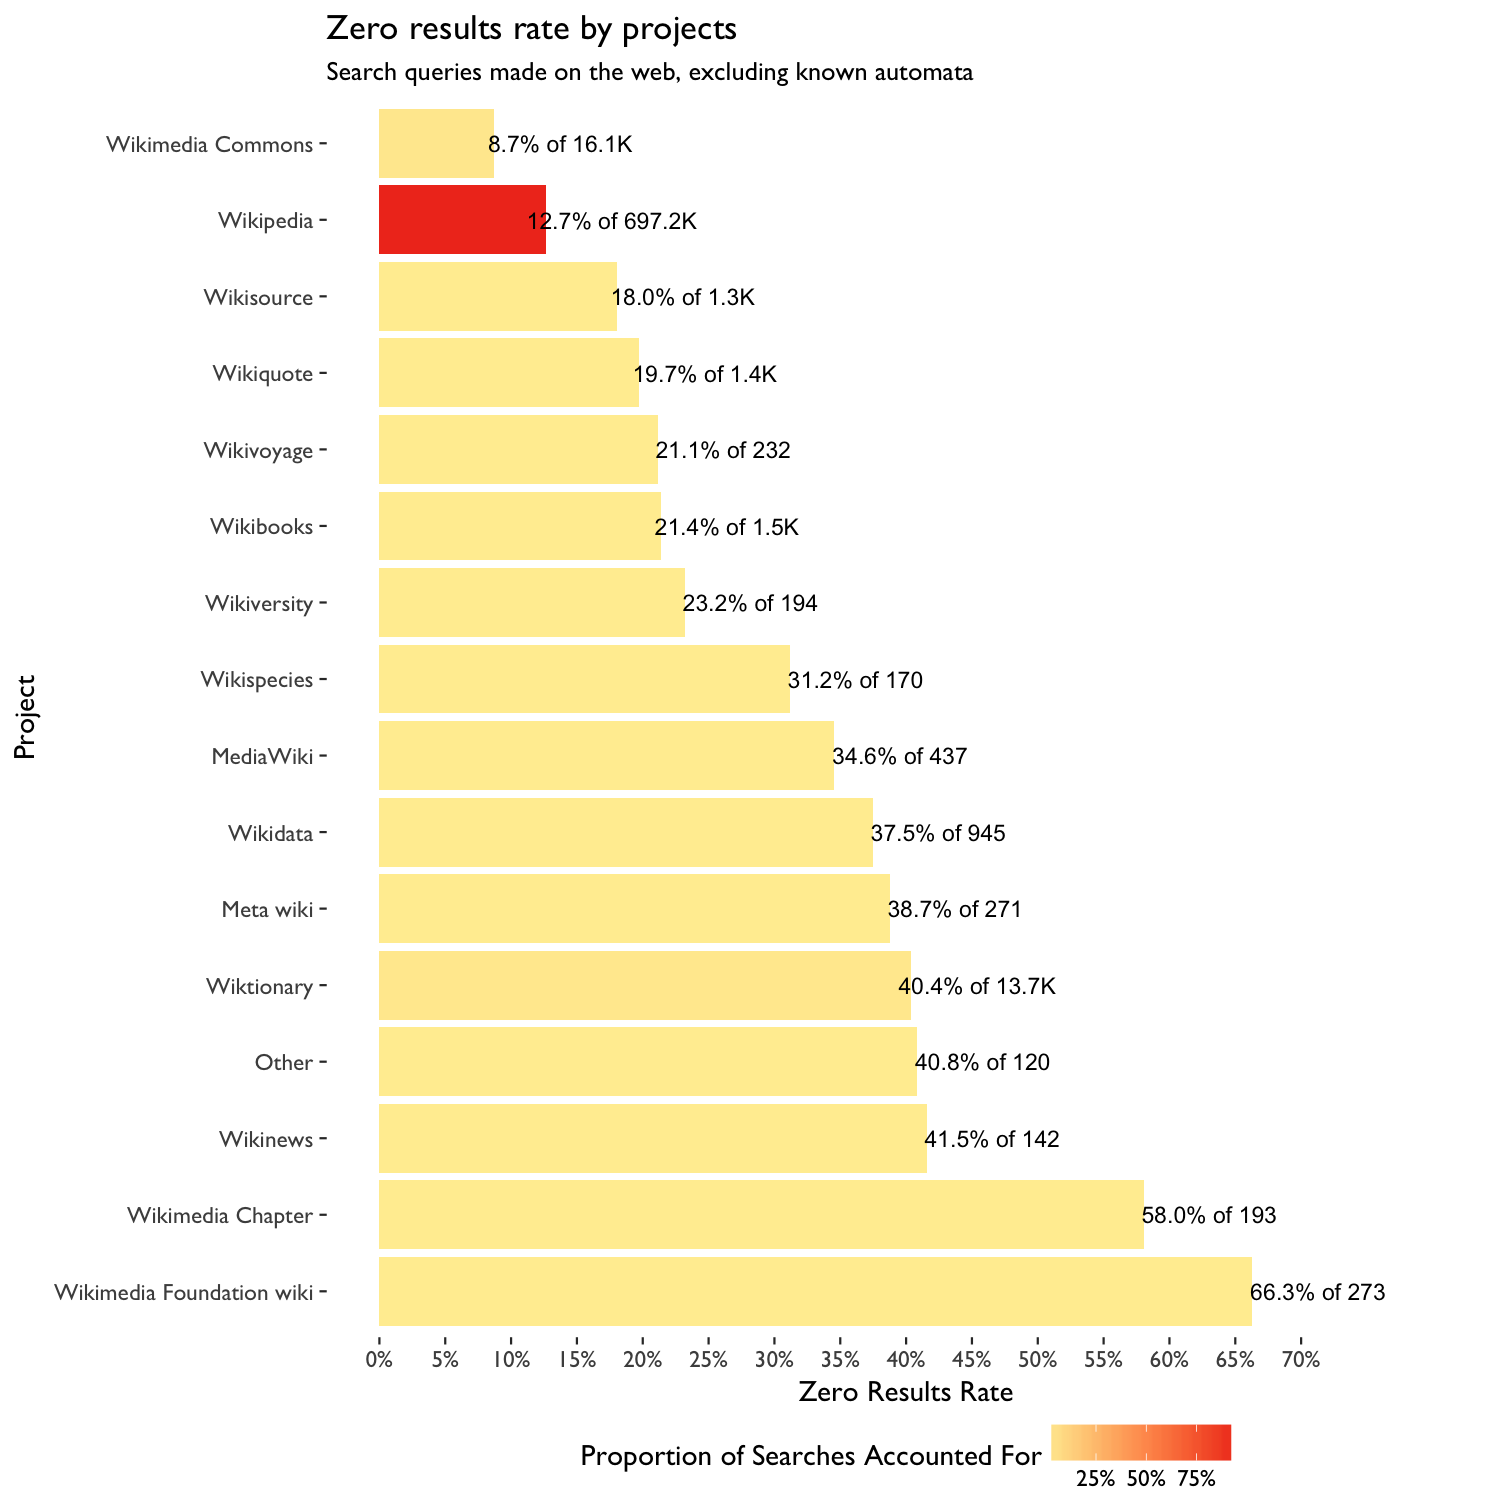 Zero results rate by projects
Search queries made on the web, excluding known automata
Project
Wikimedia Commons 8.7% of 16.1K
Wikipedia 12.7% of 697.2K
Wikisource 18.0% of 1.3K
Wikiquote 19.7% of 1.4K
Wikivoyage 21.1% of 232
Wikibooks 21.4% of 1.5K
Wikiversity 23.2% of 194
Wikispecies 31.2% of 170
MediaWiki 34.6% of 437
Wikidata 37.5% of 945
Meta wiki 38.7% of 271
Wiktionary 40.4% of 13.7K
Other 40.8% of 120
Wikinews 41.5% of 142
Wikimedia Chapter 58.0% of 193
Wikimedia Foundation wiki 66.3% of 273
0% 5% 10% 15% 20% 25% 30% 35% 40% 45% 50% 55% 60% 65% 70%
Zero Results Rate
Proportion of Searches Accounted For
25% 50% 75%